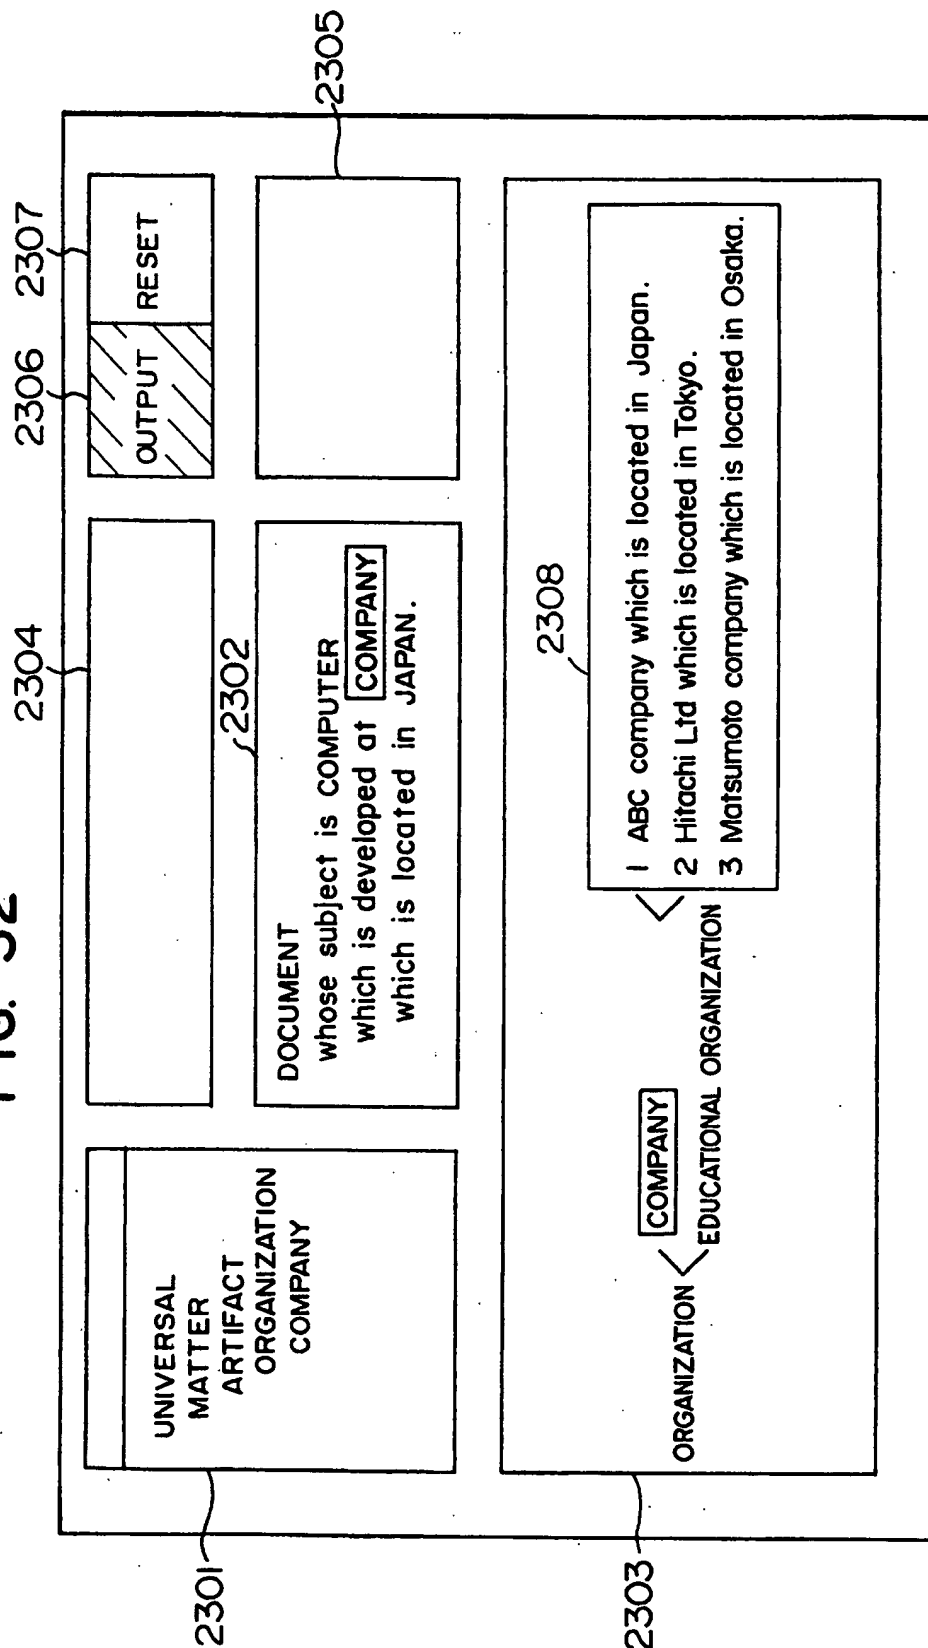 FIG. 32
2304
2306
2307
2302
2305
2301
2303
2308
UNIVERSAL
MATTER
ARTIFACT
ORGANIZATION
COMPANY
OUTPUT
RESET
DOCUMENT
whose subject is COMPUTER
which is developed at COMPANY
which is located in JAPAN.
ORGANIZATION
COMPANY
EDUCATIONAL ORGANIZATION
1 ABC company which is located in Japan.
2 Hitachi Ltd which is located in Tokyo.
3 Matsumoto company which is located in Osaka.